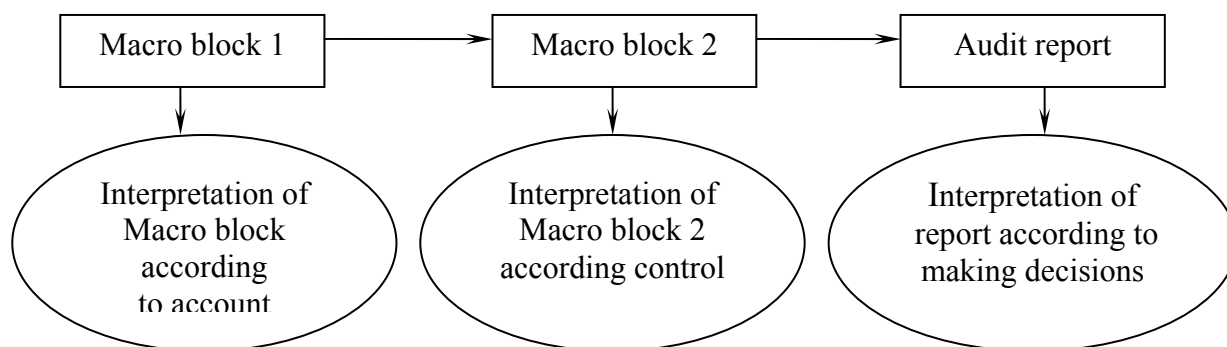 Macro block 1
Macro block 2
Audit report
Interpretation of
Macro block
according
to account
Interpretation of
Macro block 2
according control
Interpretation of
report according to
making decisions